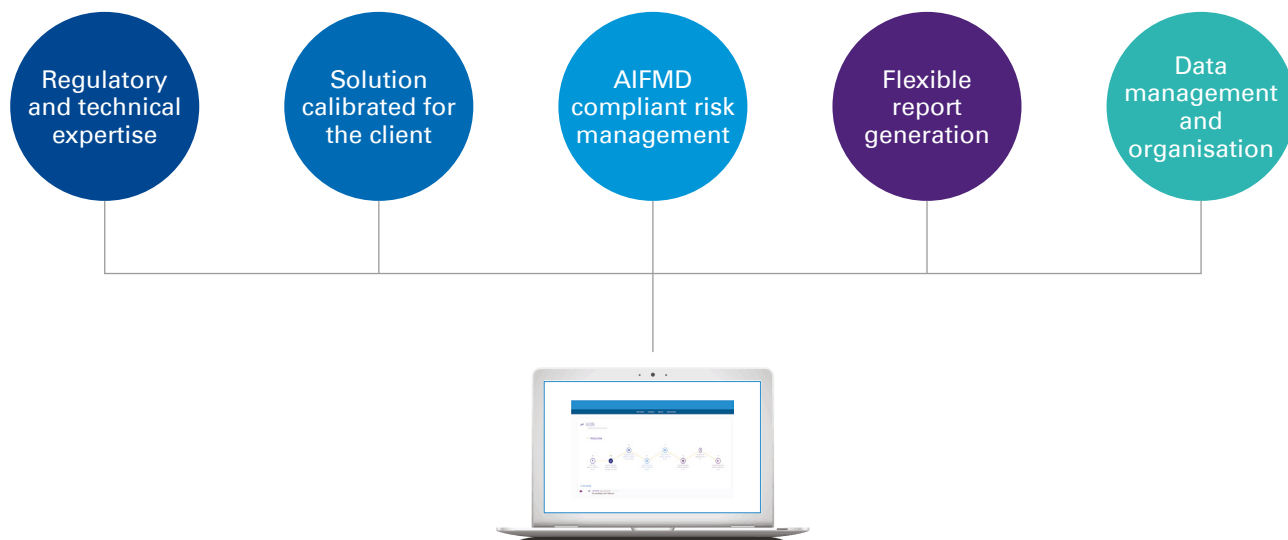 Regulatory
and technical
expertise
Solution
calibrated for
the client
AIFMD
compliant risk
management
Flexible
report
generation
Data
management
and
organisation